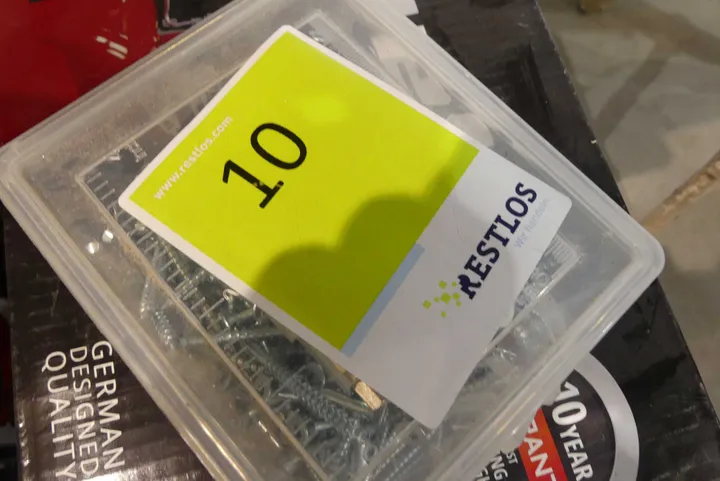 www.restlos.com
10
RESTLOS
GERMAN
DESIGNED
QUALITY
10 YEAR